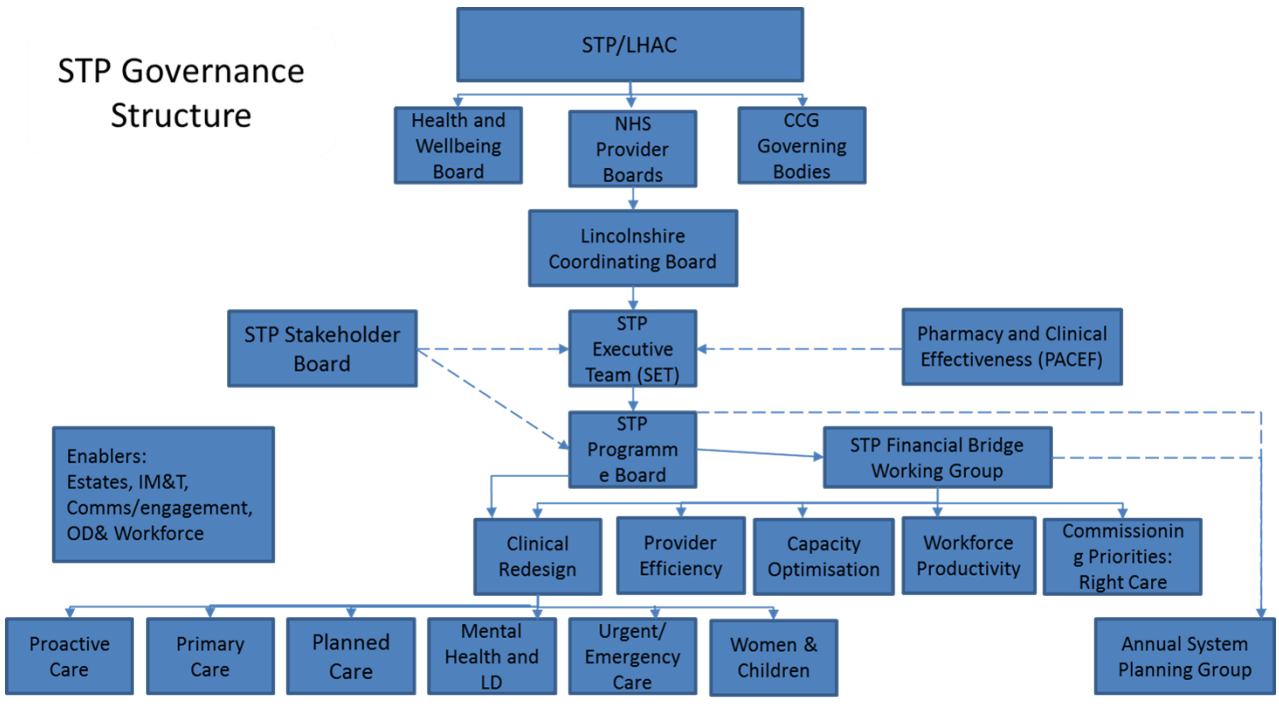 STP Governance
Structure
STP/LHAC
Health and
Wellbeing
Board
NHS
Provider
Boards
CCG
Governing
Bodies
Lincolnshire
Coordinating Board
STP Stakeholder
Board
STP
Executive
Team (SET)
Pharmacy and Clinical
Effectiveness (PACEF)
STP
Programm
e Board
STP Financial Bridge
Working Group
Enablers:
Estates, IM&T,
Comms/engagement,
OD& Workforce
Clinical
Redesign
Provider
Efficiency
Capacity
Optimisation
Workforce
Productivity
Commissionin
g Priorities:
Right Care
Proactive
Care
Primary
Care
Planned
Care
Mental
Health and
LD
Urgent/
Emergency
Care
Women &
Children
Annual System
Planning Group